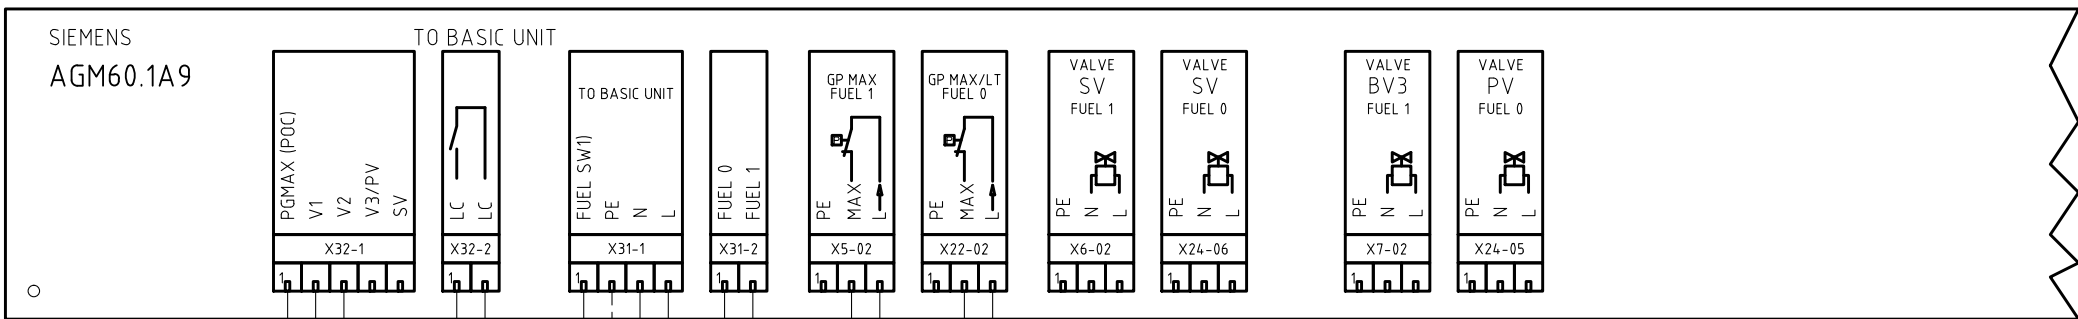 SIEMENS
AGM60.1A9
TO BASIC UNIT
PGMAX (POC)
V1
V2
V3/PV
SV
X32-1
1
LC
LC
X32-2
1
TO BASIC UNIT
FUEL SW1)
PE
N
L
X31-1
1
FUEL 0
FUEL 1
X31-2
1
GP MAX
FUEL 1
P
PE
MAX
L
X5-02
1
GP MAX/LT
FUEL 0
P
PE
MAX
L
X22-02
1
VALVE
SV
FUEL 1
PE
N
L
X6-02
1
VALVE
SV
FUEL 0
PE
N
L
X24-06
1
VALVE
BV3
FUEL 1
PE
N
L
X7-02
1
VALVE
PV
FUEL 0
PE
N
L
X24-05
1